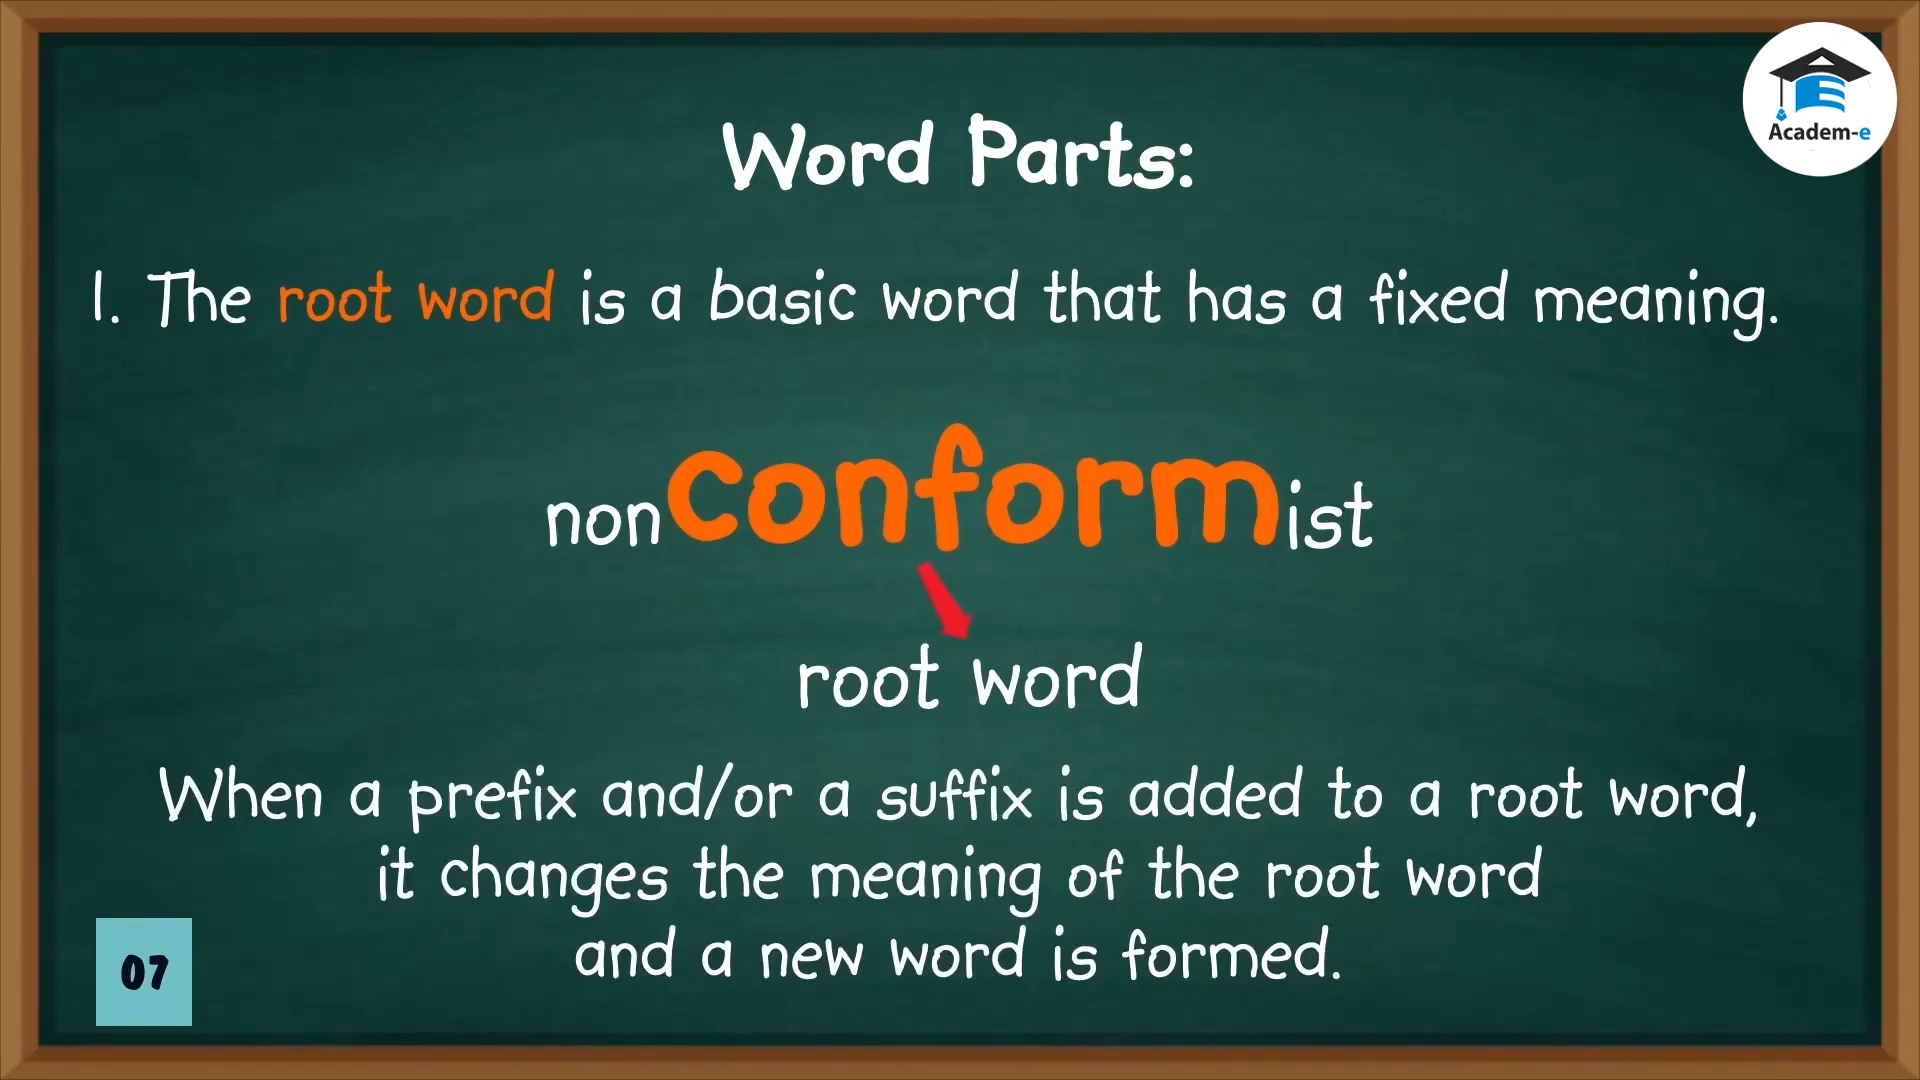 Academ-e
Word Parts:
1. The root word is a basic word that has a fixed meaning.
nonconformist
root word
When a prefix and/or a suffix is added to a root word,
it changes the meaning of the root word
and a new word is formed.
07